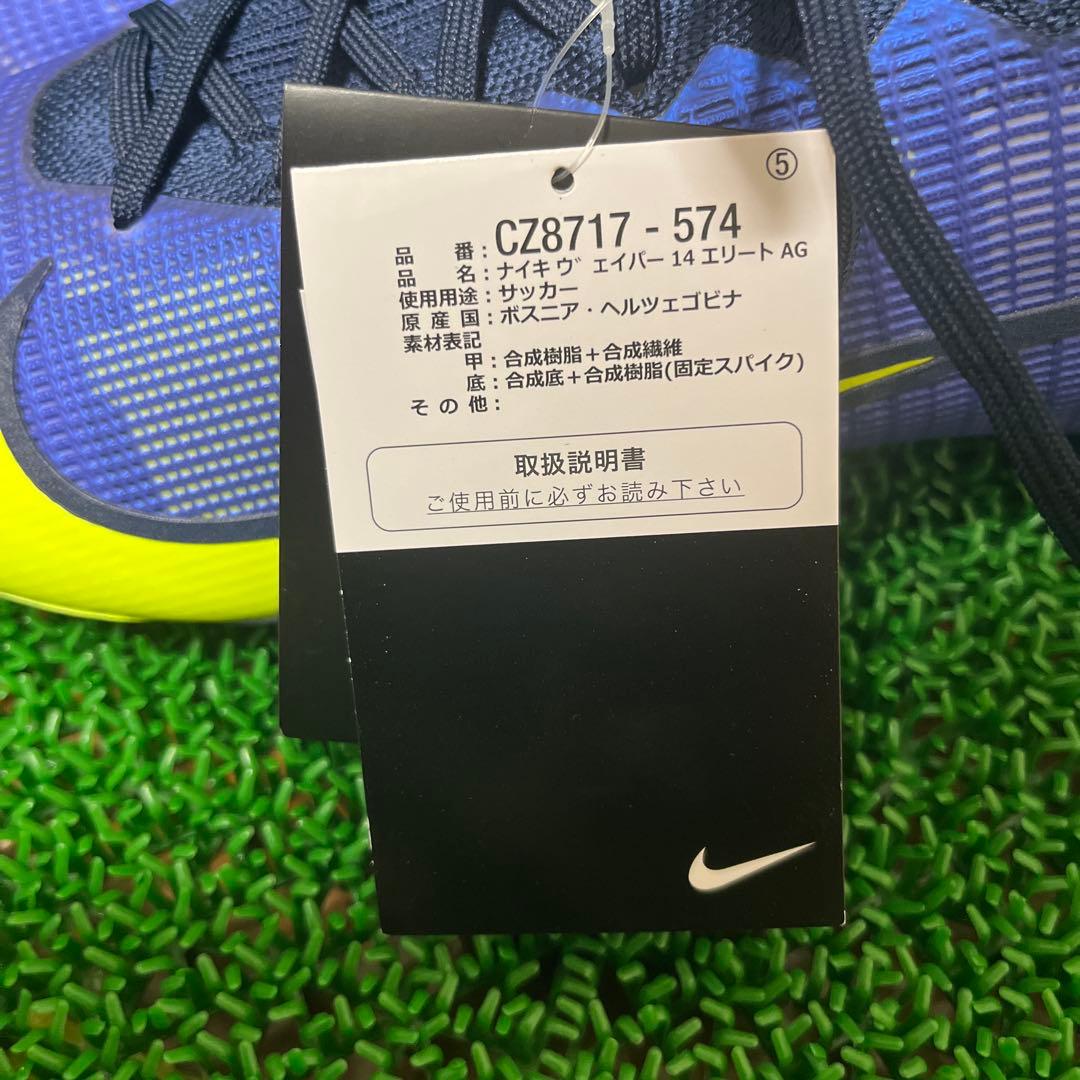 ⑤
品番:CZ8717 - 574
品名:ナイキ ヴ エイパー 14 エリート AG
使用用途:サッカー
原産国:ボスニア・ヘルツェゴビナ
素材表記
甲:合成樹脂+合成繊維
底:合成底+合成樹脂(固定スパイク)
その他:
取扱説明書
ご使用前に必ずお読み下さい